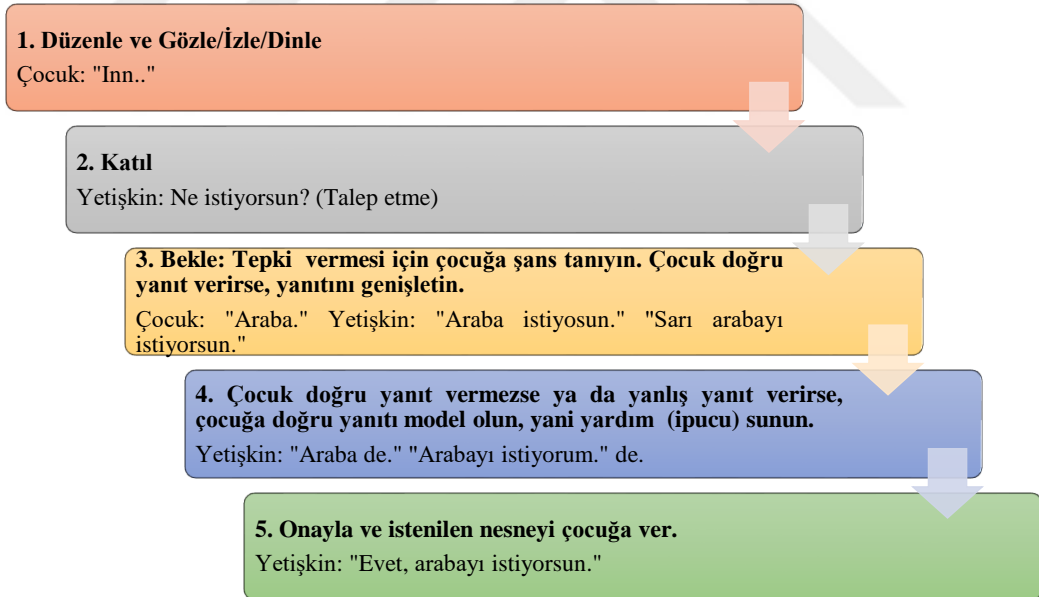 1. Düzenle ve Gözle/İzle/Dinle
Çocuk: "Inn.."
2. Katıl
Yetişkin: Ne istiyorsun? (Talep etme)
3. Bekle: Tepki vermesi için çocuğa şans tanıyın. Çocuk doğru
yanıt verirse, yanıtını genişletin.
Çocuk: "Araba." Yetişkin: "Araba istiyosun." "Sarı arabayı
istiyorsun."
4. Çocuk doğru yanıt vermezse ya da yanlış yanıt verirse,
çocuğa doğru yanıtı model olun, yani yardım (ipucu) sunun.
Yetişkin: "Araba de." "Arabayı istiyorum." de.
5. Onayla ve istenilen nesneyi çocuğa ver.
Yetişkin: "Evet, arabayı istiyorsun."